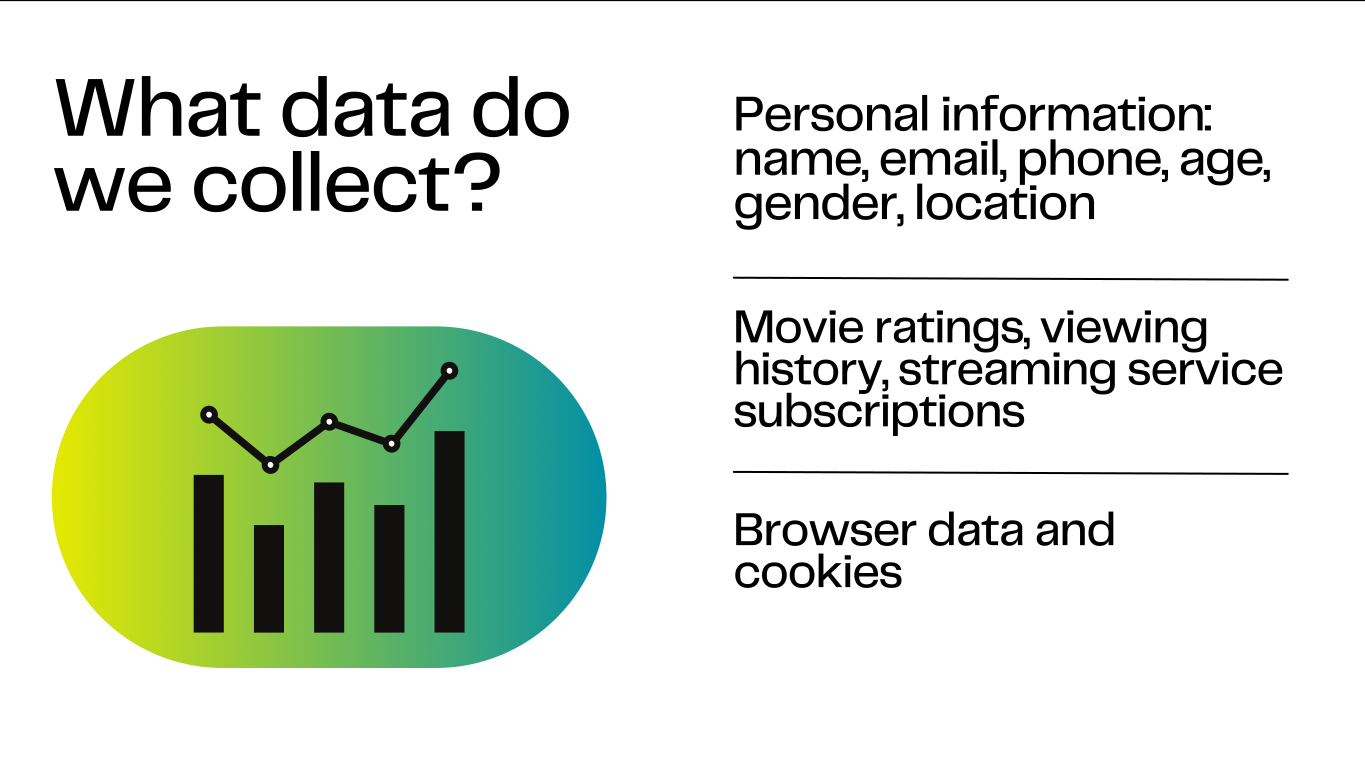 What data do
we collect?
Personal information:
name, email, phone, age,
gender, location
Movie ratings, viewing
history, streaming service
subscriptions
Browser data and
cookies